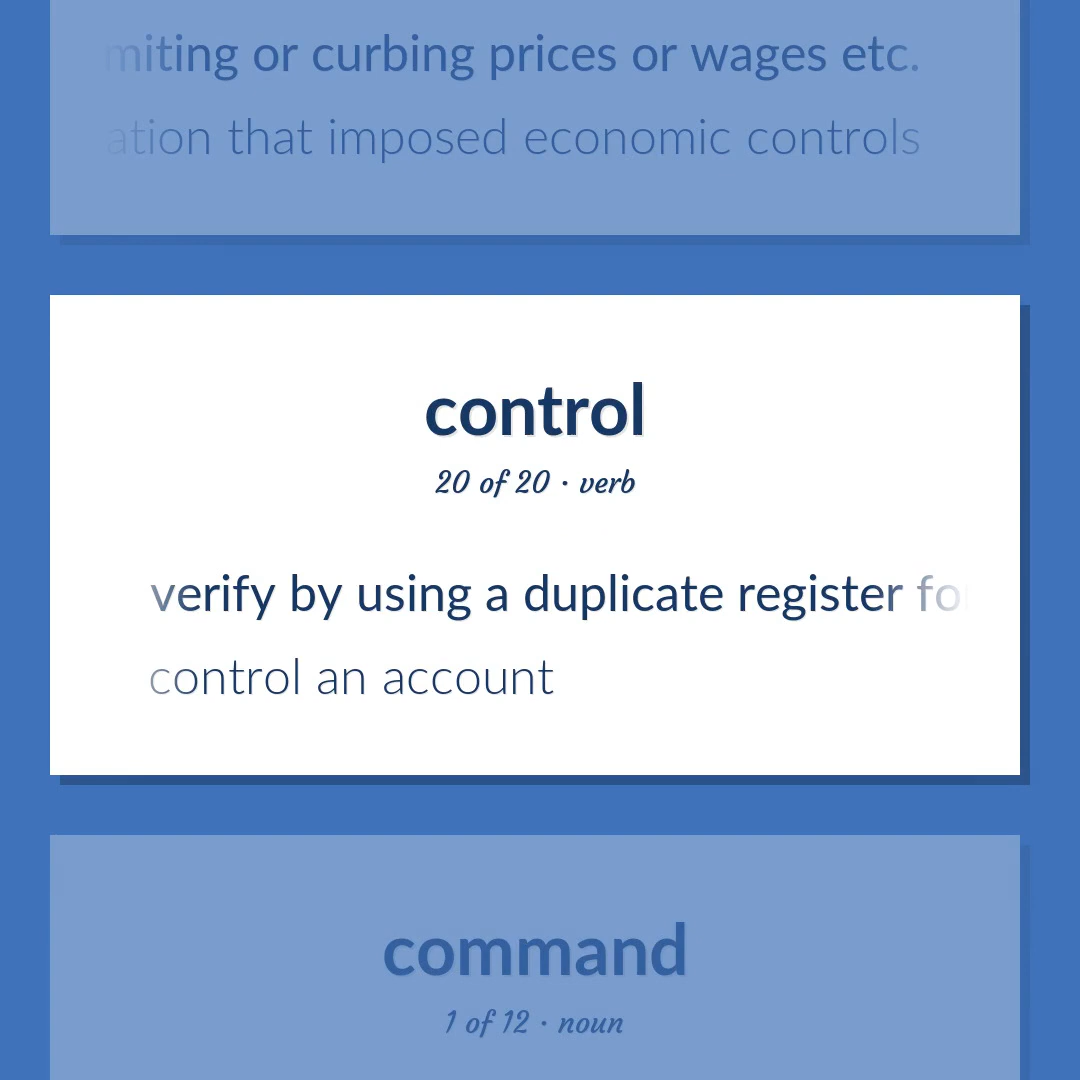 miting or curbing prices or wages etc.
ation that imposed economic controls
control
20 of 20 · verb
verify by using a duplicate register
control an account
command
1 of 12 · noun